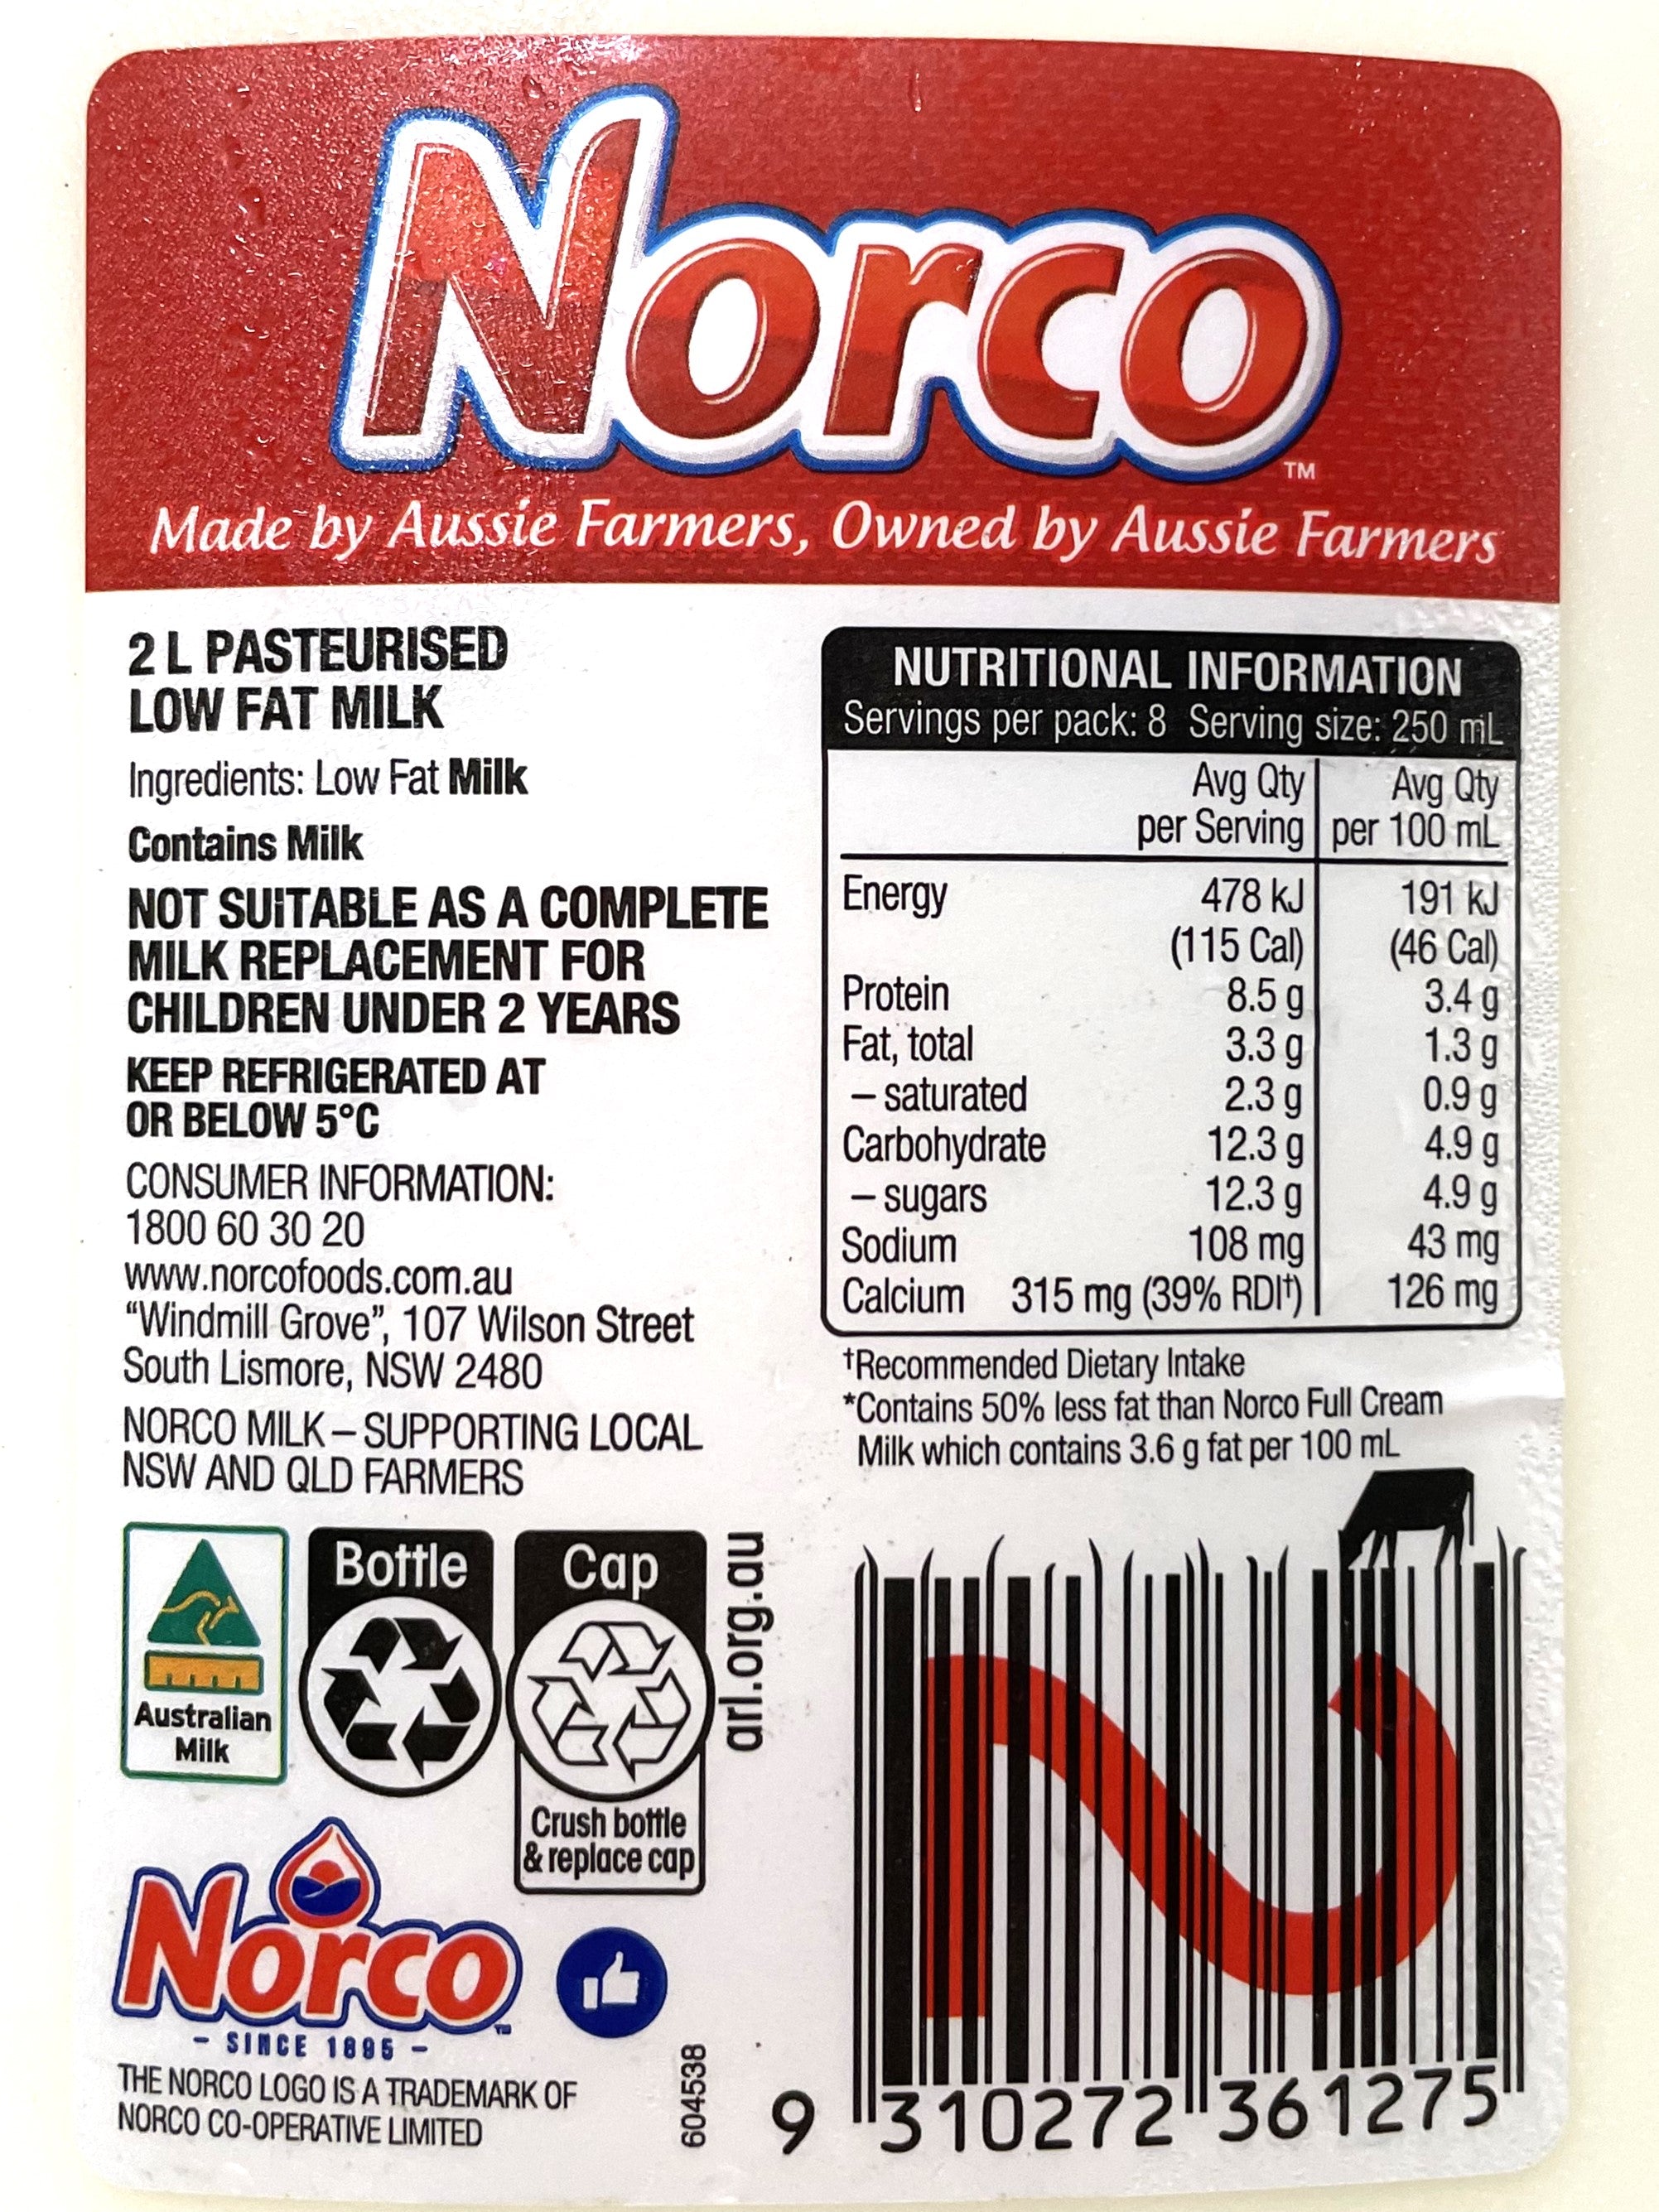 Norco
TM
Made by Aussie Farmers, Owned by Aussie Farmers
2 L PASTEURISED
LOW FAT MILK
Ingredients: Low Fat Milk
Contains Milk
NOT SUiTABLE AS A COMPLETE
MILK REPLACEMENT FOR
CHILDREN UNDER 2 YEARS
KEEP REFRIGERATED AT
OR BELOW 5°C
CONSUMER INFORMATION:
1800 60 30 20
www.norcofoods.com.au
“Windmill Grove”, 107 Wilson Street
South Lismore, NSW 2480
NORCO MILK – SUPPORTING LOCAL
NSW AND QLD FARMERS
NUTRITIONAL INFORMATION
Servings per pack: 8 Serving size: 250 mL
Avg Qty Avg Qty
per Serving per 100 mL
Energy 478 kJ 191 kJ
(115 Cal) (46 Cal)
Protein 8.5 g 3.4 g
Fat, total 3.3 g 1.3 g
– saturated 2.3 g 0.9 g
Carbohydrate 12.3 g 4.9 g
– sugars 12.3 g 4.9 g
Sodium 108 mg 43 mg
Calcium 315 mg (39% RDI†) 126 mg
†Recommended Dietary Intake
*Contains 50% less fat than Norco Full Cream
Milk which contains 3.6 g fat per 100 mL
Australian
Milk
Bottle
Cap
Crush bottle
& replace cap
arl.org.au
Norco
TM
– SINCE 1895 –
THE NORCO LOGO IS A TRADEMARK OF
NORCO CO-OPERATIVE LIMITED
604538
9 310272 361275